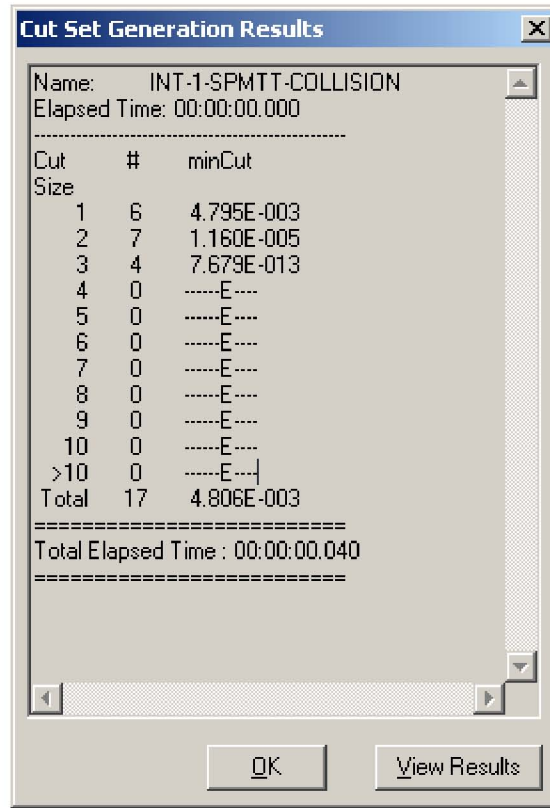 Cut Set Generation Results
Name: INT-1-SPMTT-COLLISION
Elapsed Time: 00:00:00.000
----------------------------------------------------
Cut # minCut
Size
1 6 4.795E-003
2 7 1.160E-005
3 4 7.679E-013
4 0 ------E----
5 0 ------E----
6 0 ------E----
7 0 ------E----
8 0 ------E----
9 0 ------E----
10 0 ------E----
>10 0 ------E----
Total 17 4.806E-003
===========================
Total Elapsed Time : 00:00:00.040
===========================
OK View Results